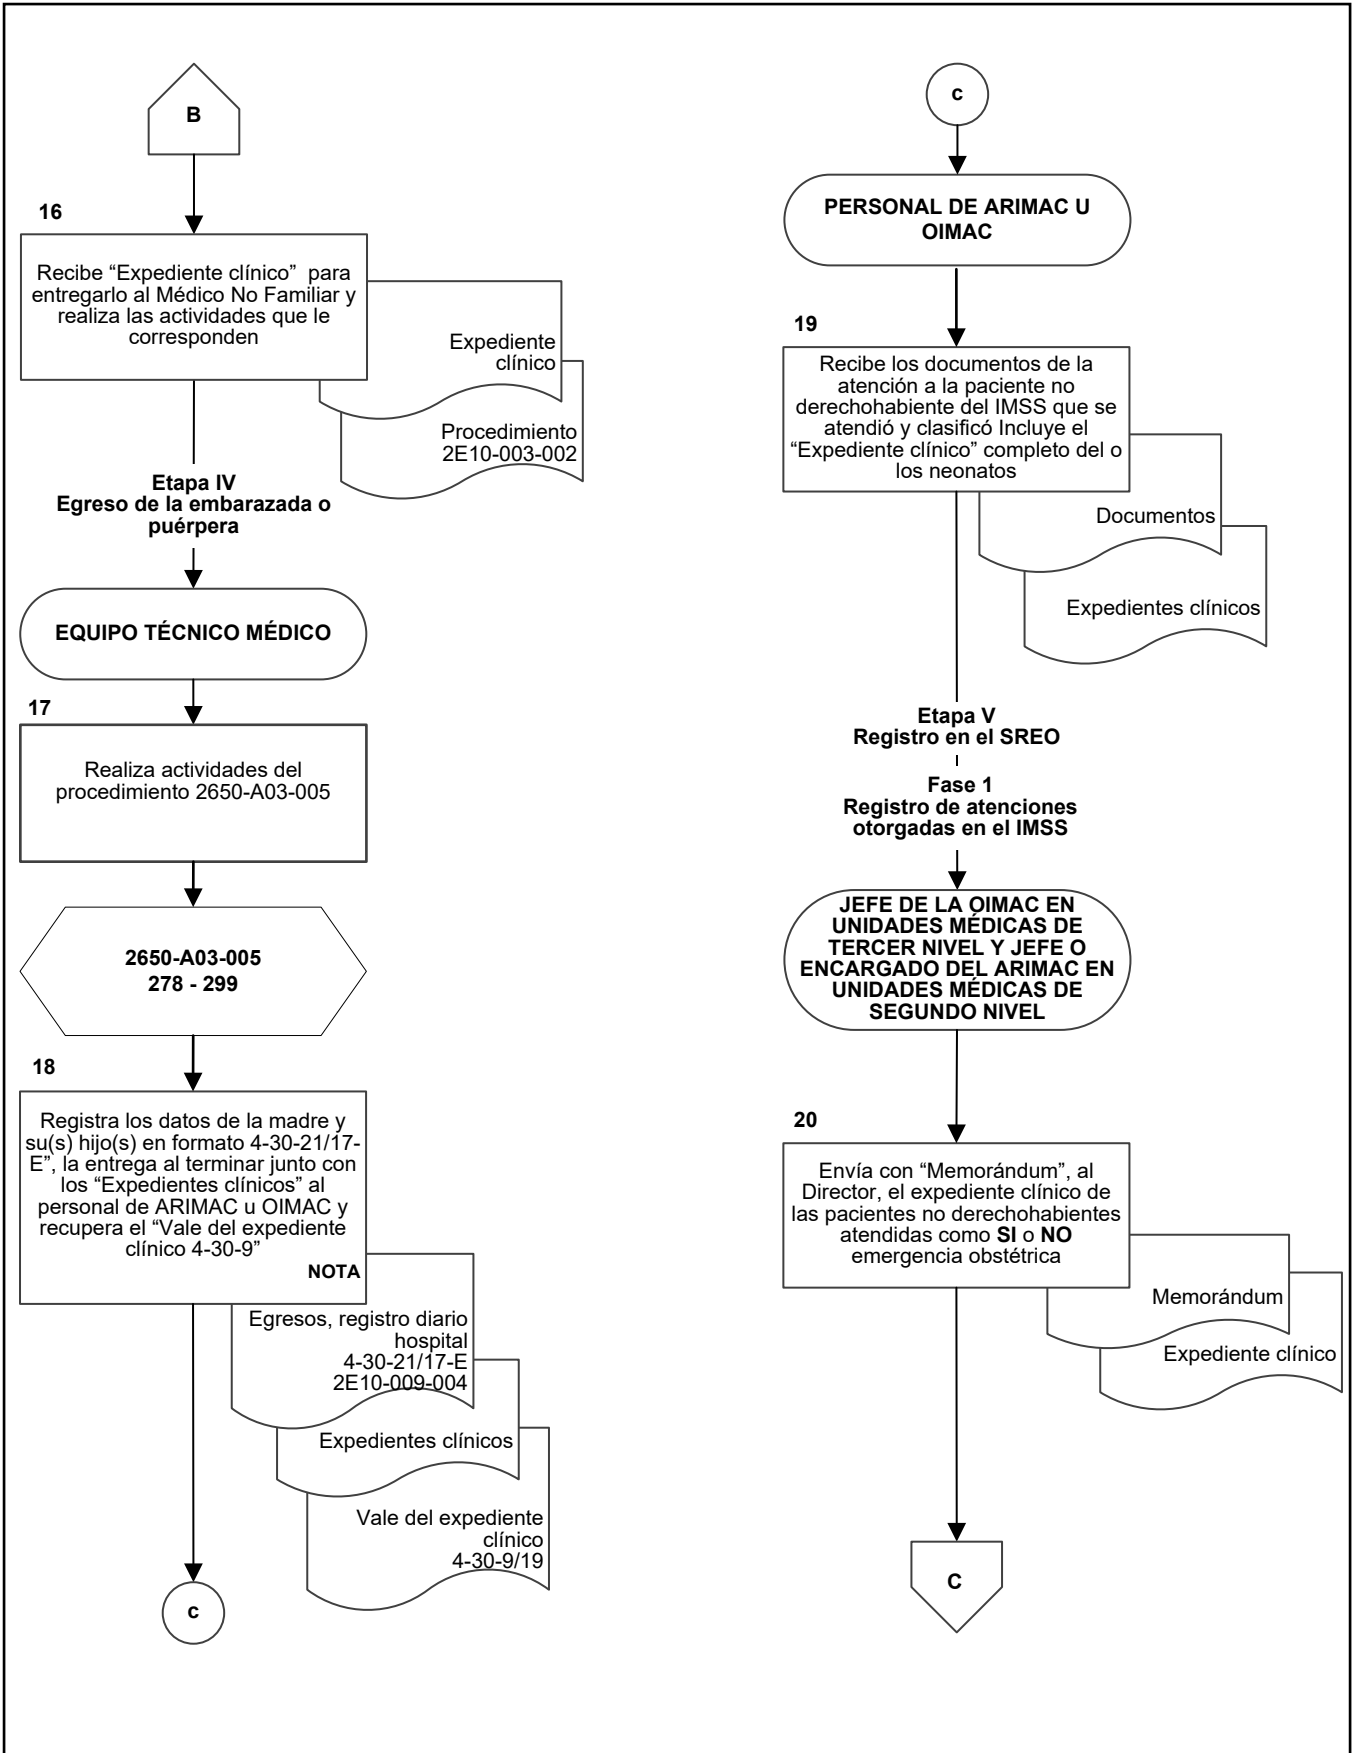 B
16
Recibe “Expediente clínico” para
entregarlo al Médico No Familiar y
realiza las actividades que le
corresponden
Expediente
clínico
Procedimiento
2E10-003-002
Etapa IV
Egreso de la embarazada o
puérpera
EQUIPO TÉCNICO MÉDICO
17
Realiza actividades del
procedimiento 2650-A03-005
2650-A03-005
278 - 299
18
Registra los datos de la madre y
su(s) hijo(s) en formato 4-30-21/17-
E”, la entrega al terminar junto con
los “Expedientes clínicos” al
personal de ARIMAC u OIMAC y
recupera el “Vale del expediente
clínico 4-30-9”
NOTA
Egresos, registro diario
hospital
4-30-21/17-E
2E10-009-004
Expedientes clínicos
Vale del expediente
clínico
4-30-9/19
c
c
PERSONAL DE ARIMAC U
OIMAC
19
Recibe los documentos de la
atención a la paciente no
derechohabiente del IMSS que se
atendió y clasificó Incluye el
“Expediente clínico” completo del o
los neonatos
Documentos
Expedientes clínicos
Etapa V
Registro en el SREO
Fase 1
Registro de atenciones
otorgadas en el IMSS
JEFE DE LA OIMAC EN
UNIDADES MÉDICAS DE
TERCER NIVEL Y JEFE O
ENCARGADO DEL ARIMAC EN
UNIDADES MÉDICAS DE
SEGUNDO NIVEL
20
Envía con “Memorándum”, al
Director, el expediente clínico de
las pacientes no derechohabientes
atendidas como SI o NO
emergencia obstétrica
Memorándum
Expediente clínico
C